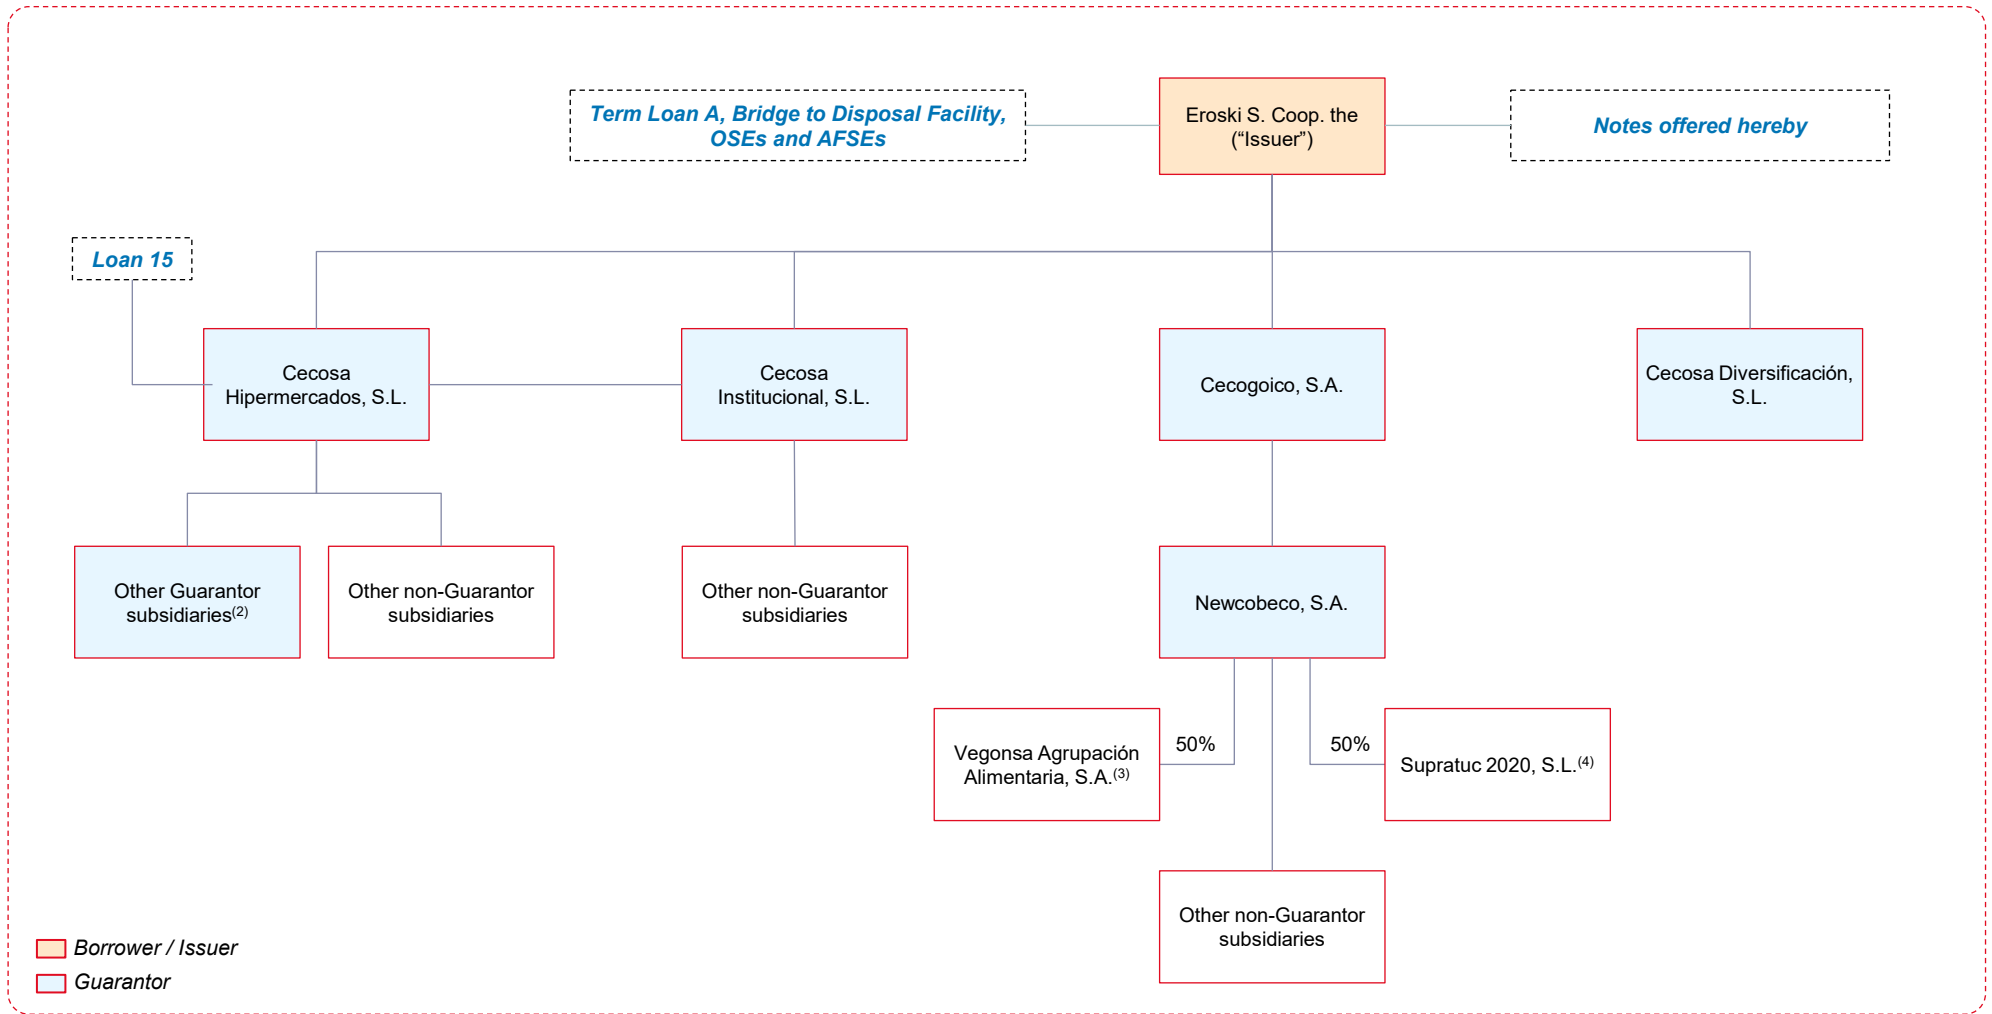 Term Loan A, Bridge to Disposal Facility,
OSEs and AFSEs
Eroski S. Coop. the
(“Issuer”)
Notes offered hereby
Loan 15
Cecosa
Hipermercados, S.L.
Cecosa
Institucional, S.L.
Cecogoico, S.A.
Cecosa Diversificación,
S.L.
Other Guarantor
subsidiaries(2)
Other non-Guarantor
subsidiaries
Other non-Guarantor
subsidiaries
Newcobeco, S.A.
Vegonsa Agrupación
Alimentaria, S.A.(3)
50%
50%
Supratuc 2020, S.L.(4)
Other non-Guarantor
subsidiaries
Borrower / Issuer
Guarantor